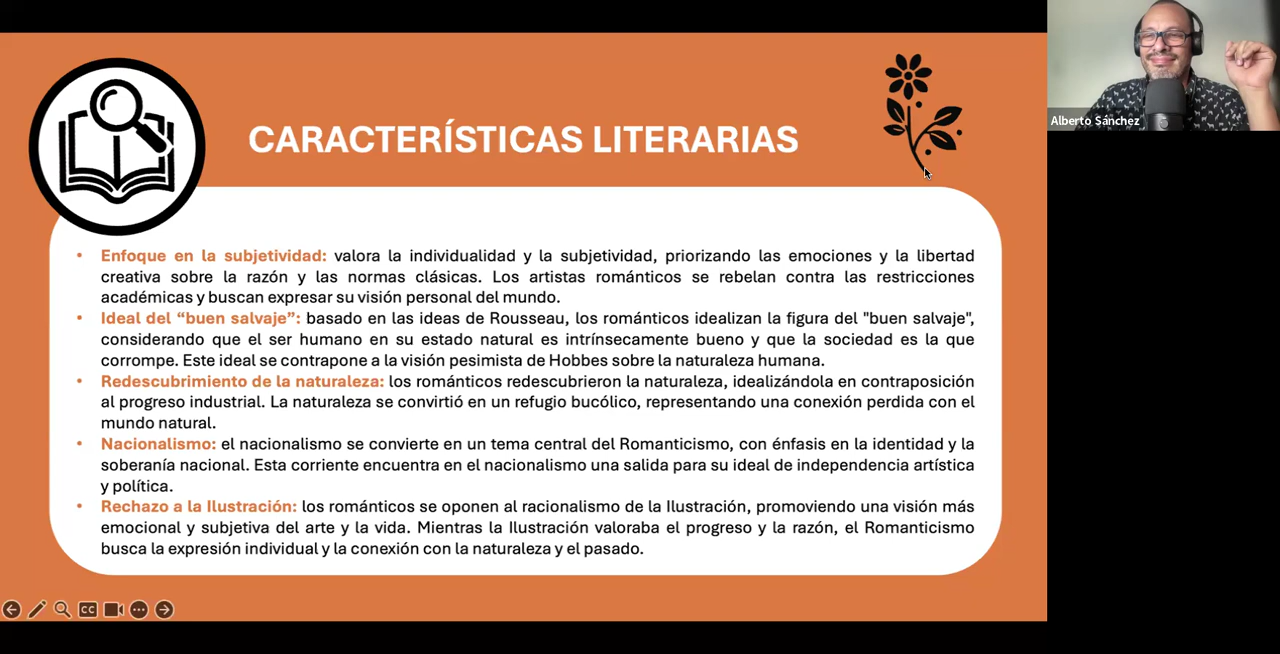 CARACTERÍSTICAS LITERARIAS
Alberto Sánchez
• Enfoque en la subjetividad: valora la individualidad y la subjetividad, priorizando las emociones y la libertad
creativa sobre la razón y las normas clásicas. Los artistas románticos se rebelan contra las restricciones
académicas y buscan expresar su visión personal del mundo.
• Ideal del “buen salvaje”: basado en las ideas de Rousseau, los románticos idealizan la figura del "buen salvaje",
considerando que el ser humano en su estado natural es intrínsecamente bueno y que la sociedad es la que
corrompe. Este ideal se contrapone a la visión pesimista de Hobbes sobre la naturaleza humana.
• Redescubrimiento de la naturaleza: los románticos redescubrieron la naturaleza, idealizándola en contraposición
al progreso industrial. La naturaleza se convirtió en un refugio bucólico, representando una conexión perdida con el
mundo natural.
• Nacionalismo: el nacionalismo se convierte en un tema central del Romanticismo, con énfasis en la identidad y la
soberanía nacional. Esta corriente encuentra en el nacionalismo una salida para su ideal de independencia artística
y política.
• Rechazo a la Ilustración: los románticos se oponen al racionalismo de la Ilustración, promoviendo una visión más
emocional y subjetiva del arte y la vida. Mientras la Ilustración valoraba el progreso y la razón, el Romanticismo
busca la expresión individual y la conexión con la naturaleza y el pasado.
CC